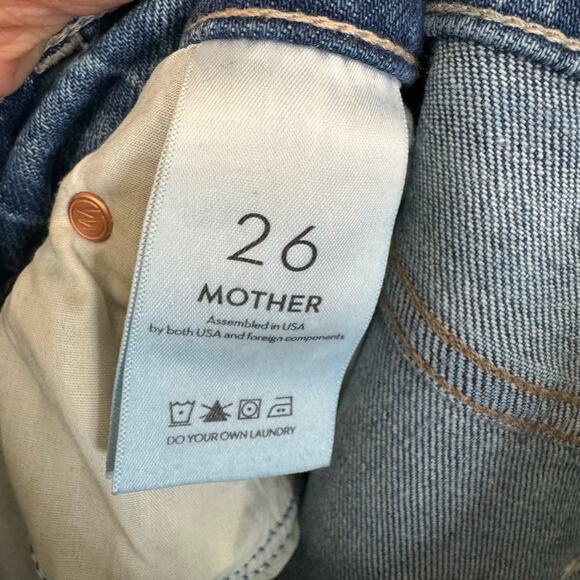 26
MOTHER
Assembled in USA
by both USA and foreign components
DO YOUR OWN LAUNDRY
M